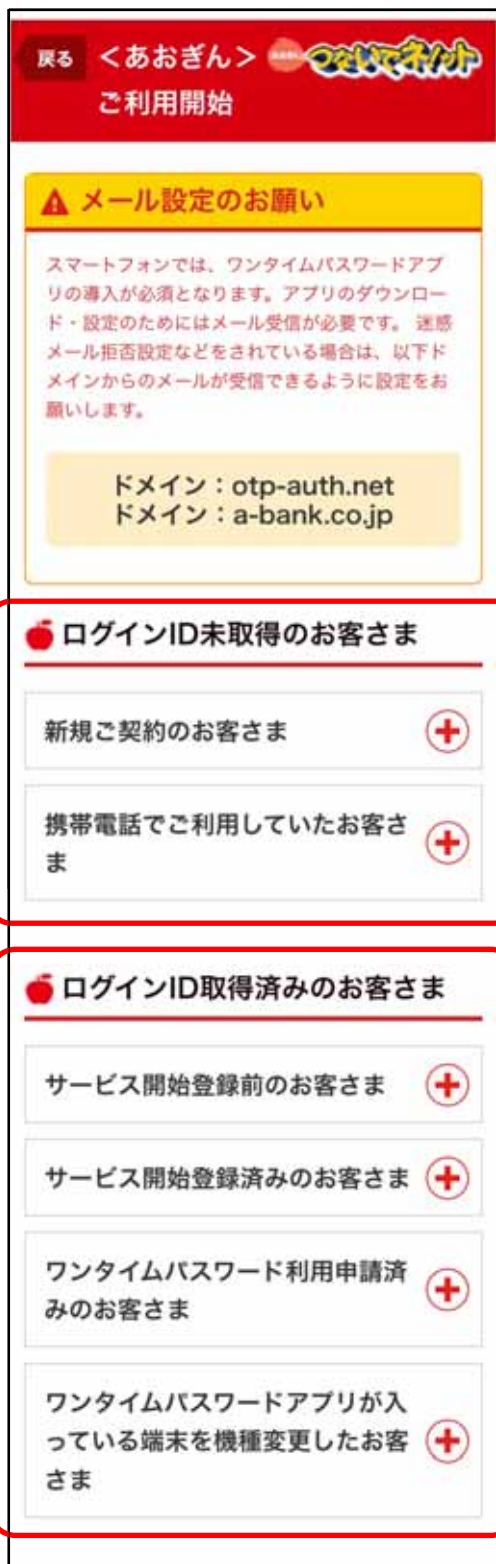 戻る <あおぎん> つないでネ!ット
ご利用開始
メール設定のお願い
スマートフォンでは、ワンタイムパスワードアプ
リの導入が必須となります。アプリのダウンロー
ド・設定のためにはメール受信が必要です。 迷惑
メール拒否設定などをされている場合は、以下ド
メインからのメールが受信できるように設定をお
願いします。
ドメイン:otp-auth.net
ドメイン:a-bank.co.jp
ログインID未取得のお客さま
新規ご契約のお客さま
携帯電話でご利用していたお客さ
ま
ログインID取得済みのお客さま
サービス開始登録前のお客さま
サービス開始登録済みのお客さま
ワンタイムパスワード利用申請済
みのお客さま
ワンタイムパスワードアプリが入
っている端末を機種変更したお客
さま